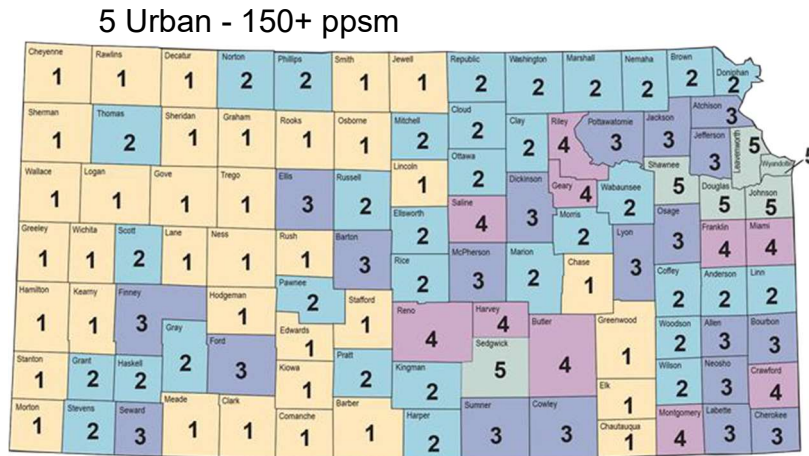 5 Urban - 150+ ppsm
Cheyenne Rawlins Decatur Norton Phillips Smith Jewell Republic Washington Marshall Nemaha Brown Doniphan
1 1 1 2 2 1 1 2 2 2 2 2 2
Sherman Thomas Sheridan Graham Rooks Osborne Mitchell Cloud Clay Riley Pottawatomie Jackson Atchison
1 2 1 1 1 1 2 2 2 4 3 3 3
Jefferson Leavenworth Wyandotte
3 5 5
Wallace Logan Gove Trego Ellis Russell Lincoln Ottawa Dickinson Geary Wabaunsee Shawnee Douglas Johnson
1 1 1 1 3 2 1 2 3 4 2 5 5 5
Ellsworth Saline Morris Osage Franklin Miami
2 4 2 3 4 4
Greeley Wichita Scott Lane Ness Rush Barton Rice McPherson Marion Chase Lyon Coffey Anderson Linn
1 1 2 1 1 1 3 2 3 2 1 3 2 2 2
Hamilton Kearny Finney Hodgeman Pawnee Stafford Reno Harvey Butler Greenwood Woodson Allen Bourbon
1 1 3 1 2 1 4 4 4 1 2 3 3
Gray Ford Edwards Sedgwick
2 3 1 5
Stanton Grant Haskell Kiowa Pratt Kingman Elk Wilson Neosho Crawford
1 2 2 1 2 2 1 2 3 4
Morton Stevens Seward Meade Clark Comanche Barber Harper Sumner Cowley Chautauqua Montgomery Labette Cherokee
1 2 3 1 1 1 1 2 3 3 1 4 3 3